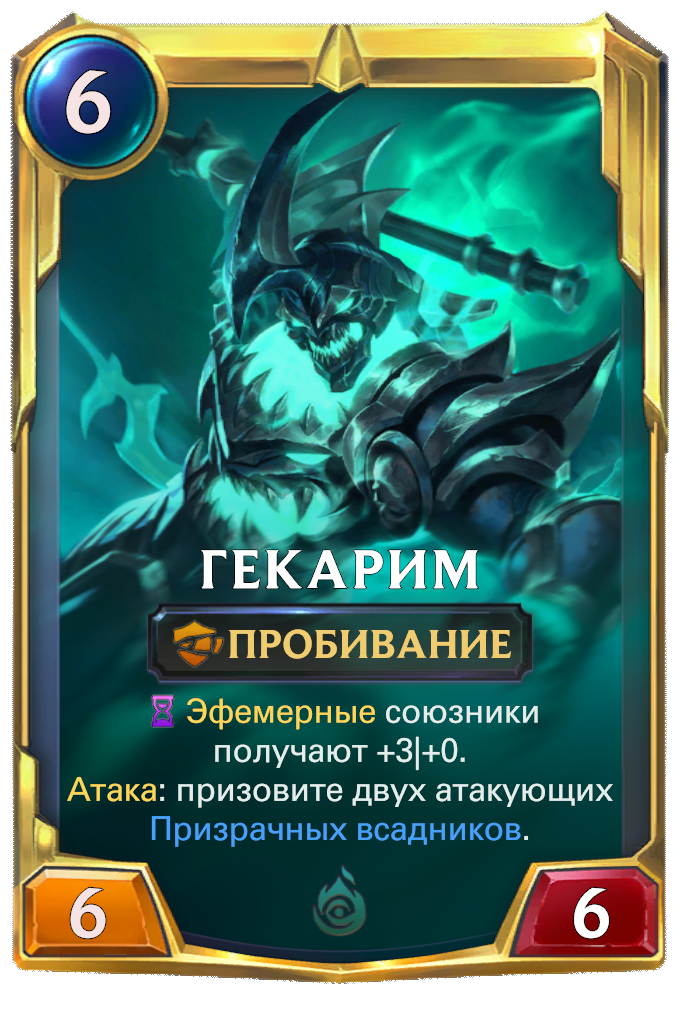 6
ГЕКАРИМ
ПРОБИВАНИЕ
Эфемерные союзники
получают +3|+0.
Атака: призовите двух атакующих
Призрачных всадников.
6
6